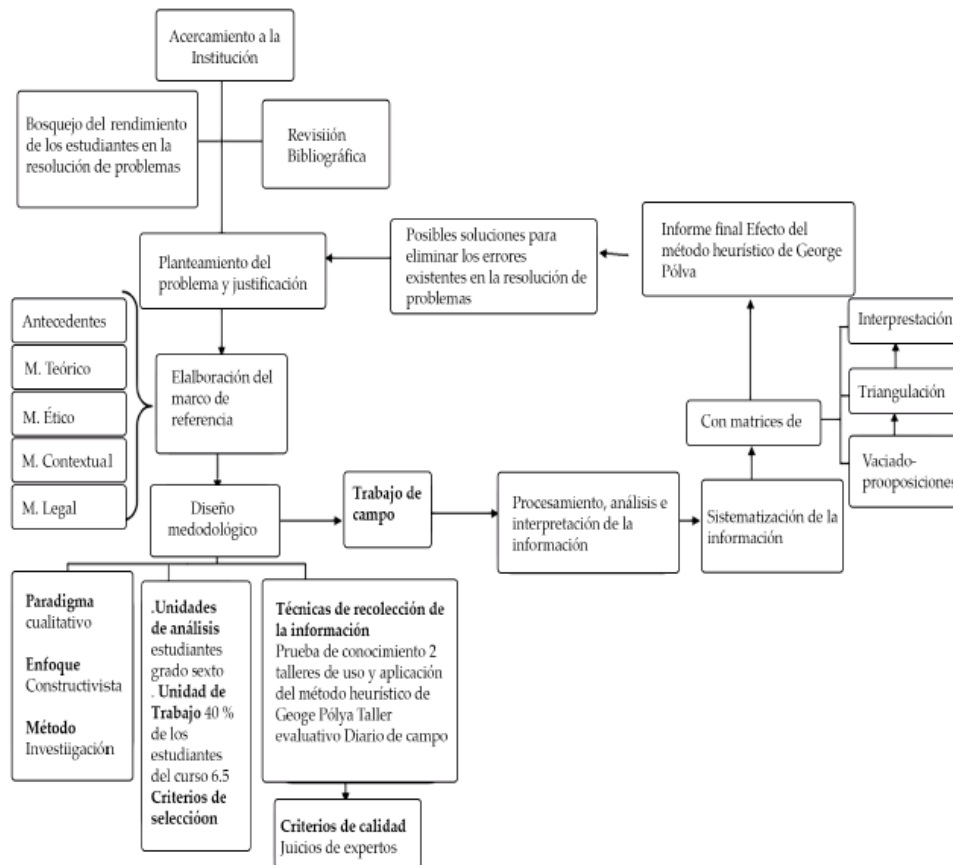 Acercamiento a la
Institución
Bosquejo del rendimiento
de los estudiantes en la
resolución de problemas
Revisiión
Bibliográfica
Planteamiento del
problema y justificación
Posibles soluciones para
eliminar los errores
existentes en la resolución de
problemas
Informe final Efecto del
método heurístico de George
Pólva
Antecedentes
M. Teórico
M. Ético
M. Contextual
M. Legal
Elalboración del
marco de
referencia
Interprestación
Triangulación
Vaciado-
prooposiciones
Con matrices de
Diseño
medodológico
Trabajo de
campo
Procesamiento, análisis e
interpretación de la
información
Sistematización de la
información
Paradigma
cualitativo
Enfoque
Constructivista
Método
Investiigación
.Unidades
de análisis
estudiantes
grado sexto
. Unidad de
Trabajo 40 %
de los
estudiantes
del curso 6.5
Criterios de
seleccióon
Técnicas de recolección de
la información
Prueba de conocimiento 2
talleres de uso y aplicación
del método heurístico de
Geoge Pólya Taller
evaluativo Diario de campo
Criterios de calidad
Juicios de expertos